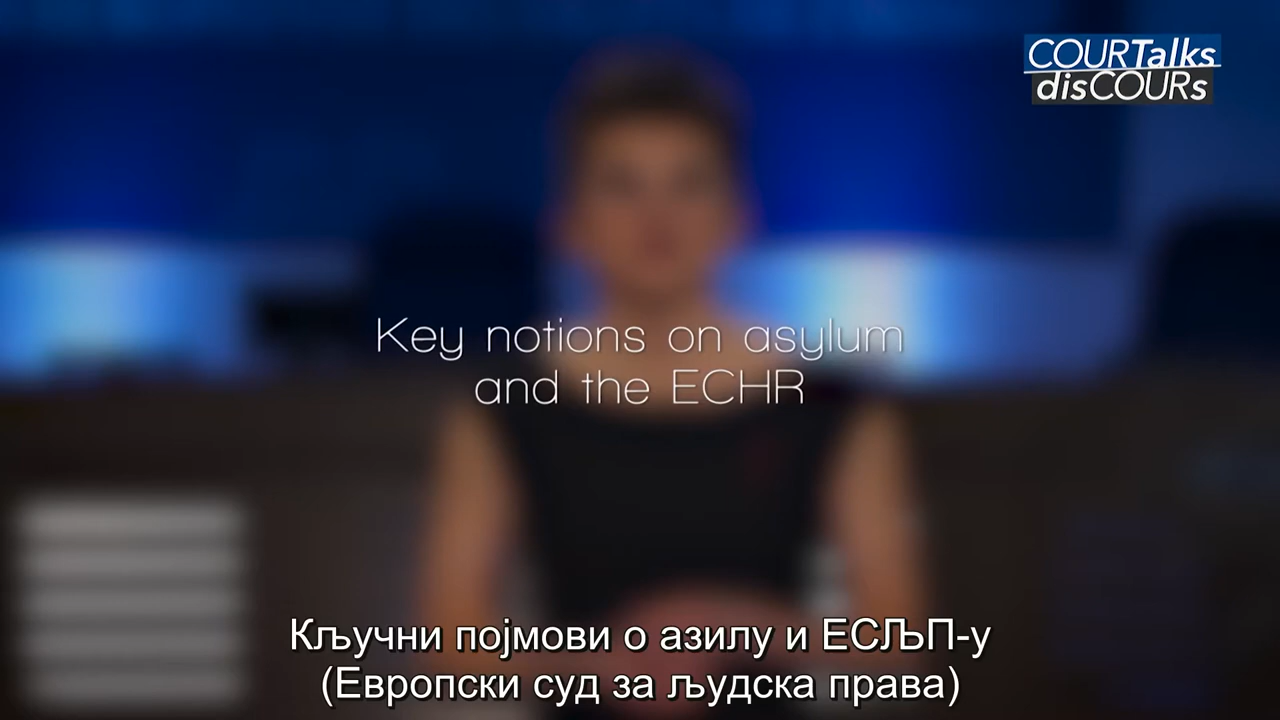 COURTalks
disCOURs
Key notions on asylum
and the ECHR
Кључни појмови о азилу и ЕСЉП-у
(Европски суд за људска права)